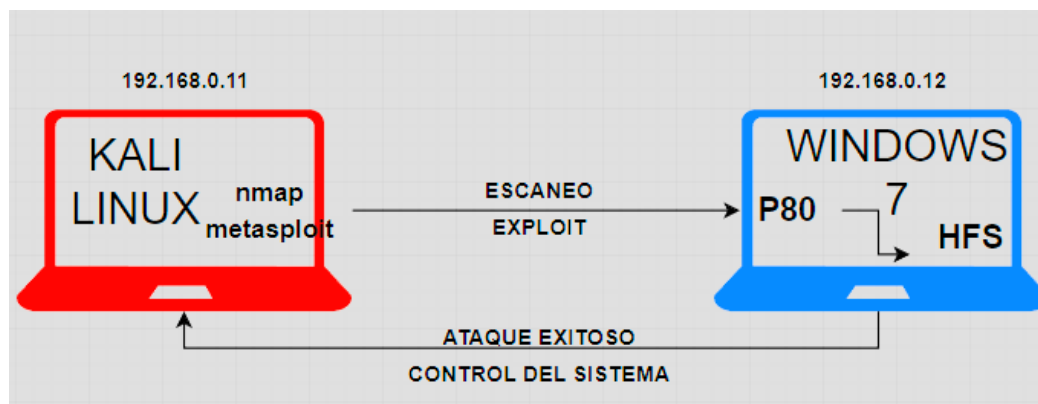 192.168.0.11
192.168.0.12
KALI
LINUX
nmap
metasploit
ESCANEO
EXPLOIT
WINDOWS
7
P80
HFS
ATAQUE EXITOSO
CONTROL DEL SISTEMA